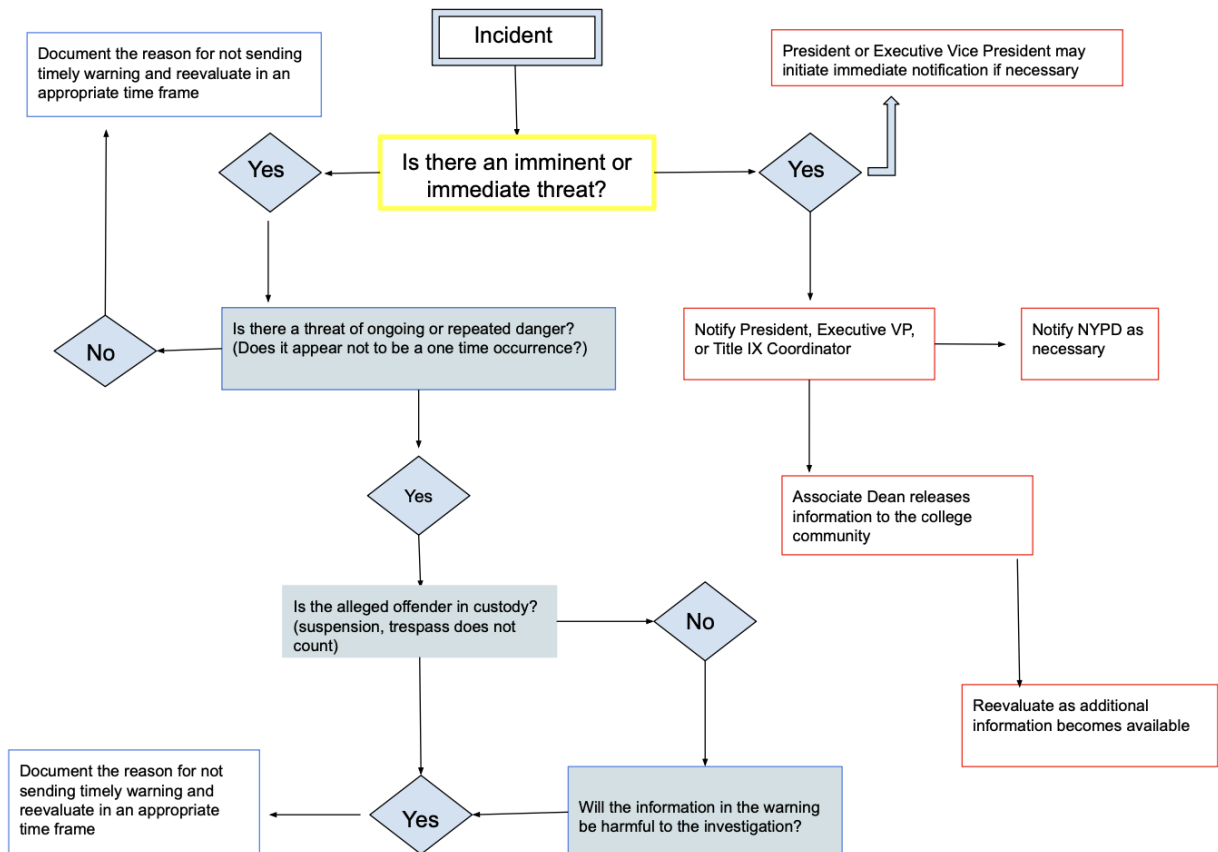 Incident
Document the reason for not sending
timely warning and reevaluate in an
appropriate time frame
President or Executive Vice President may
initiate immediate notification if necessary
Yes
Is there an imminent or
immediate threat?
Yes
Is there a threat of ongoing or repeated danger?
(Does it appear not to be a one time occurrence?)
No
Notify President, Executive VP,
or Title IX Coordinator
Notify NYPD as
necessary
Yes
Associate Dean releases
information to the college
community
Is the alleged offender in custody?
(suspension, trespass does not
count)
No
Reevaluate as additional
information becomes available
Document the reason for not
sending timely warning and
reevaluate in an appropriate
time frame
Yes
Will the information in the warning
be harmful to the investigation?